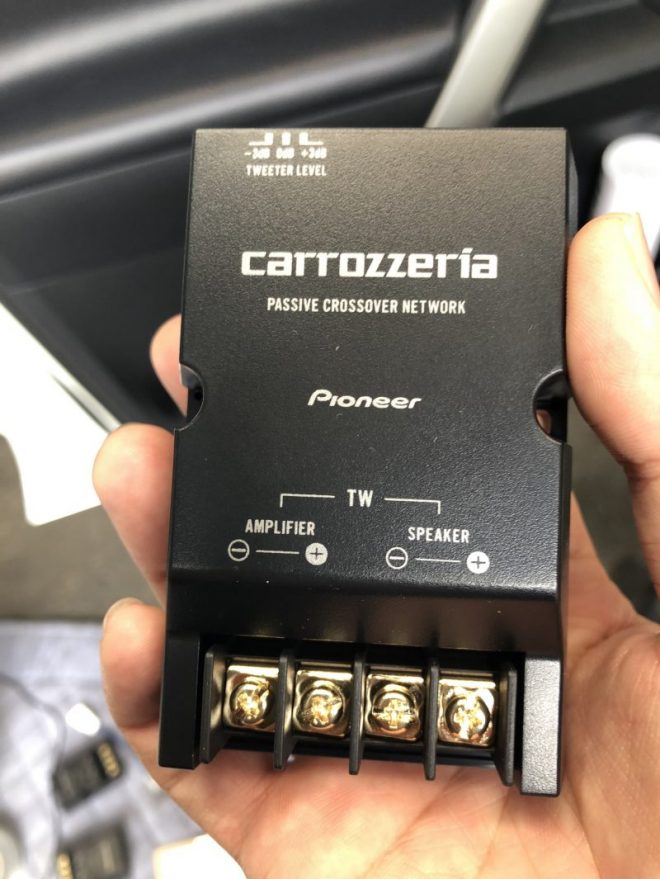 -3dB 0dB +3dB
TWEETER LEVEL
carrozzeria
PASSIVE CROSSOVER NETWORK
Pioneer
TW
AMPLIFIER SPEAKER
⊖ ⊕ ⊖ ⊕